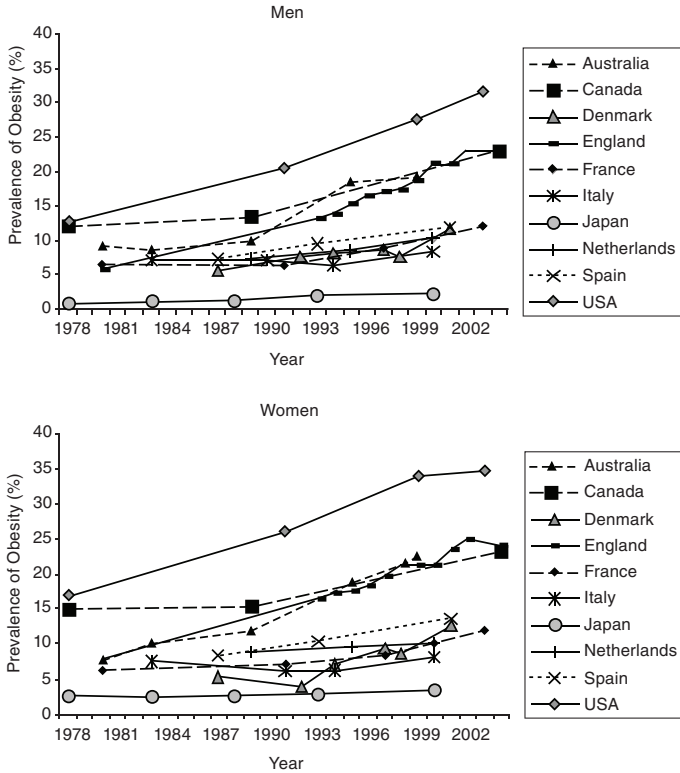 Men
40
35
30
25
20
15
10
5
0
Prevalence of Obesity (%)
1978 1981 1984 1987 1990 1993 1996 1999 2002
Year
Australia
Canada
Denmark
England
France
Italy
Japan
Netherlands
Spain
USA
Women
40
35
30
25
20
15
10
5
0
Prevalence of Obesity (%)
1978 1981 1984 1987 1990 1993 1996 1999 2002
Year
Australia
Canada
Denmark
England
France
Italy
Japan
Netherlands
Spain
USA